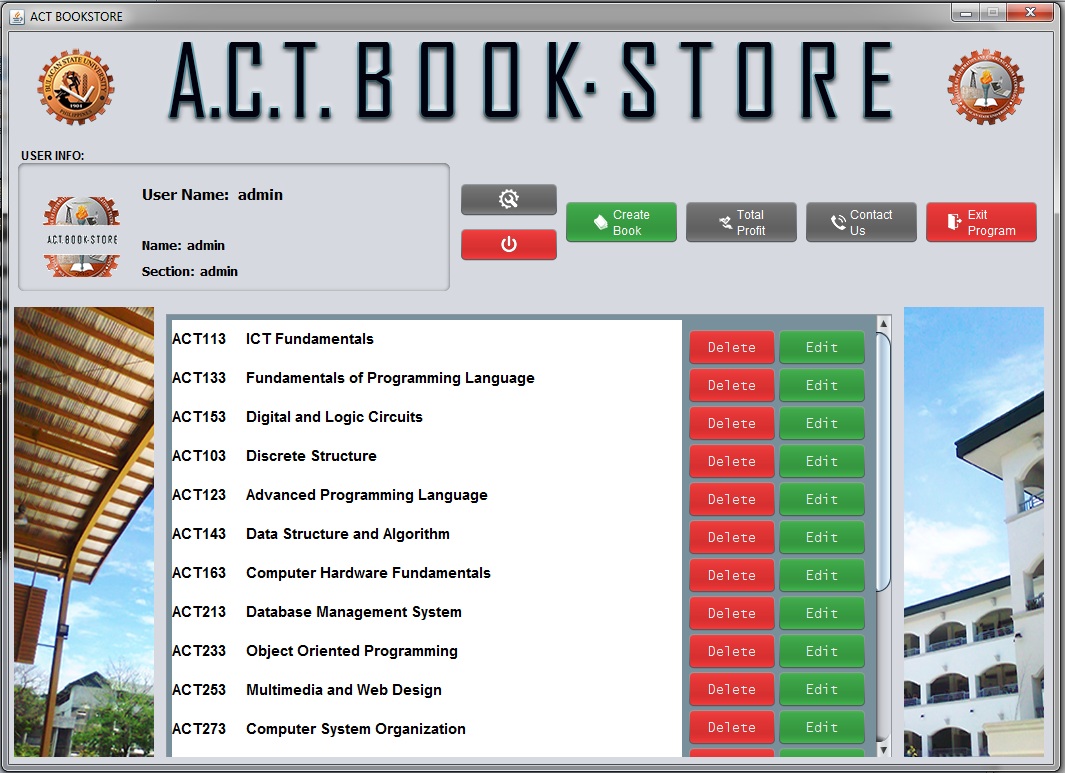 ACT BOOKSTORE
A.C.T. BOOK·STORE
BULACAN STATE UNIVERSITY
1904
PHILIPPINES
USER INFO:
User Name: admin
A.C.T. BOOK·STORE
Name: admin
Section: admin
Create
Book
Total
Profit
Contact
Us
Exit
Program
ACT113 ICT Fundamentals Delete Edit
ACT133 Fundamentals of Programming Language Delete Edit
ACT153 Digital and Logic Circuits Delete Edit
ACT103 Discrete Structure Delete Edit
ACT123 Advanced Programming Language Delete Edit
ACT143 Data Structure and Algorithm Delete Edit
ACT163 Computer Hardware Fundamentals Delete Edit
ACT213 Database Management System Delete Edit
ACT233 Object Oriented Programming Delete Edit
ACT253 Multimedia and Web Design Delete Edit
ACT273 Computer System Organization Delete Edit